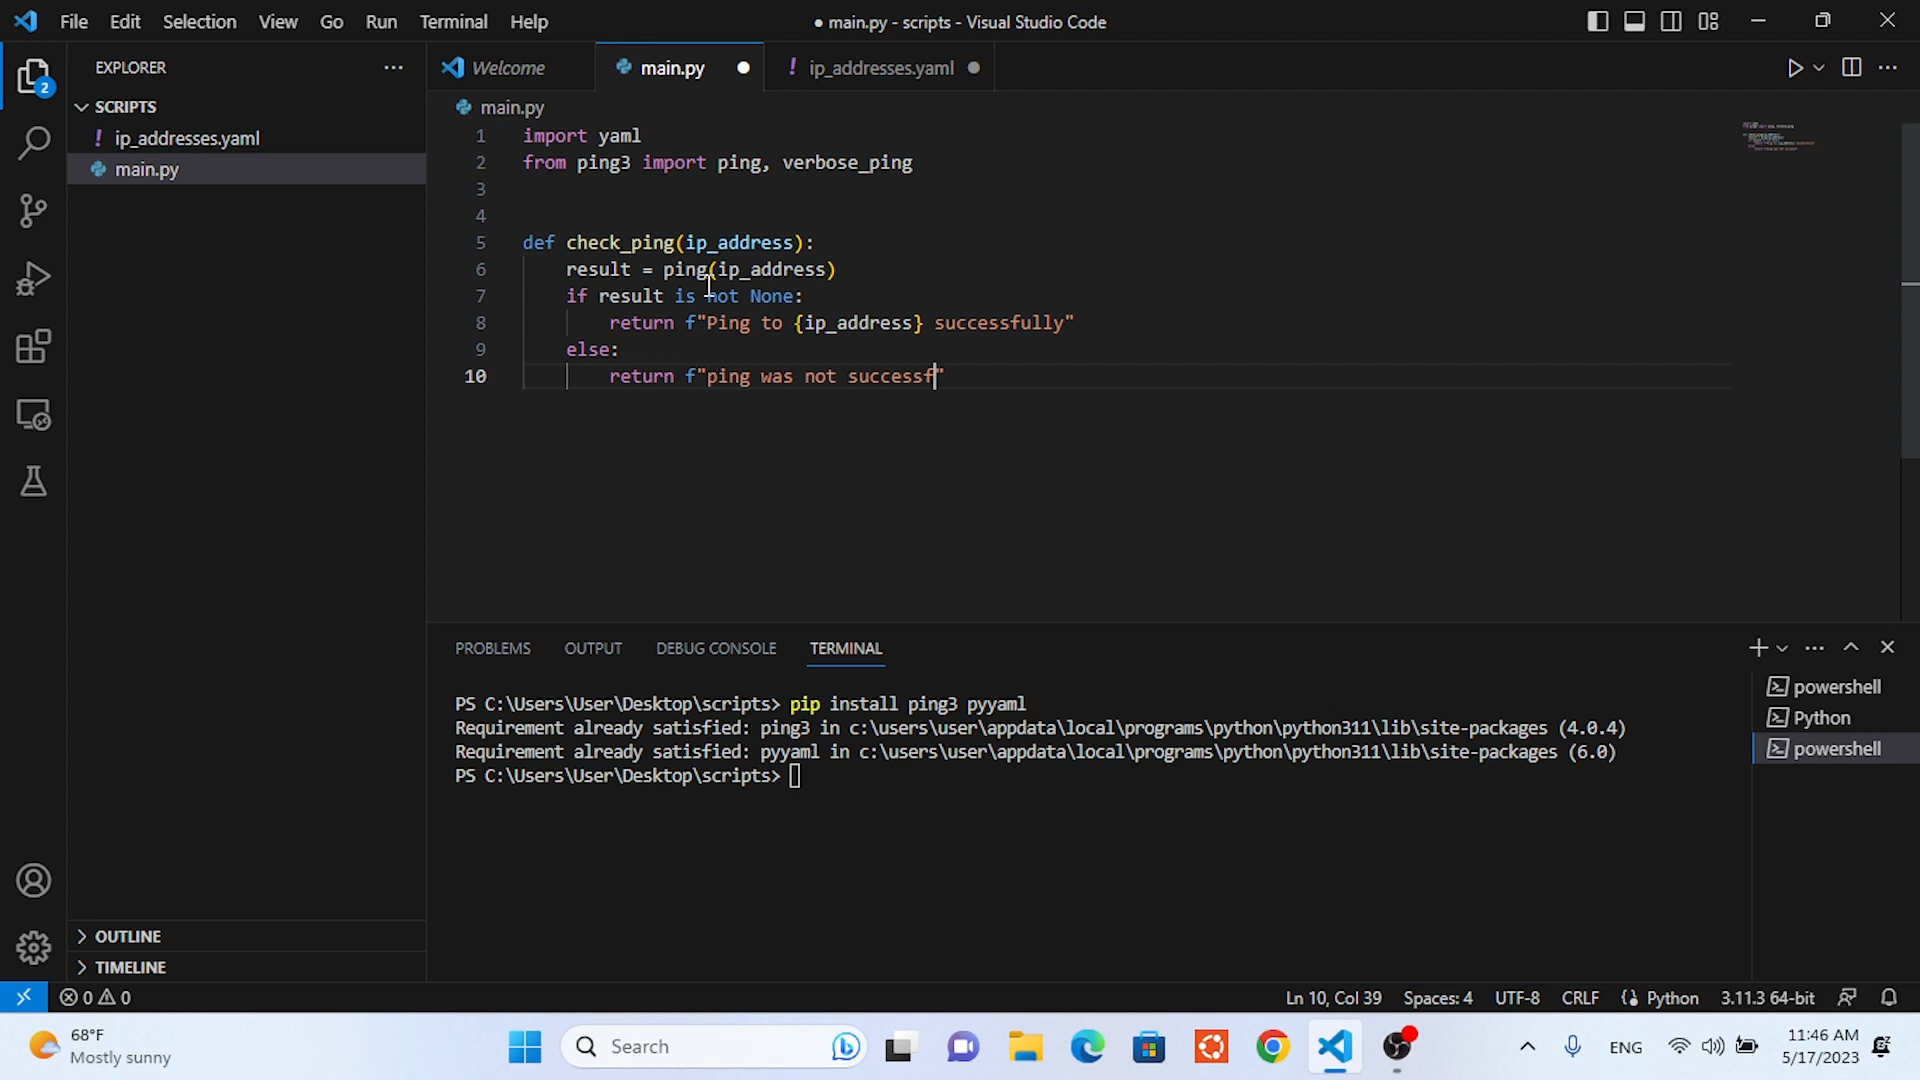 File Edit Selection View Go Run Terminal Help
● main.py - scripts - Visual Studio Code
EXPLORER
2
SCRIPTS
! ip_addresses.yaml
main.py
OUTLINE
TIMELINE
Welcome
main.py
! ip_addresses.yaml
main.py
1 import yaml
2 from ping3 import ping, verbose_ping
3
4
5 def check_ping(ip_address):
6 result = ping(ip_address)
7 if result is not None:
8 return f"Ping to {ip_address} successfully"
9 else:
10 return f"ping was not successf"
PROBLEMS OUTPUT DEBUG CONSOLE TERMINAL
PS C:\Users\User\Desktop\scripts> pip install ping3 pyyaml
Requirement already satisfied: ping3 in c:\users\user\appdata\local\programs\python\python311\lib\site-packages (4.0.4)
Requirement already satisfied: pyyaml in c:\users\user\appdata\local\programs\python\python311\lib\site-packages (6.0)
PS C:\Users\User\Desktop\scripts>
powershell
Python
powershell
0 0
Ln 10, Col 39 Spaces: 4 UTF-8 CRLF Python 3.11.3 64-bit
68°F
Mostly sunny
Search
ENG
11:46 AM
5/17/2023